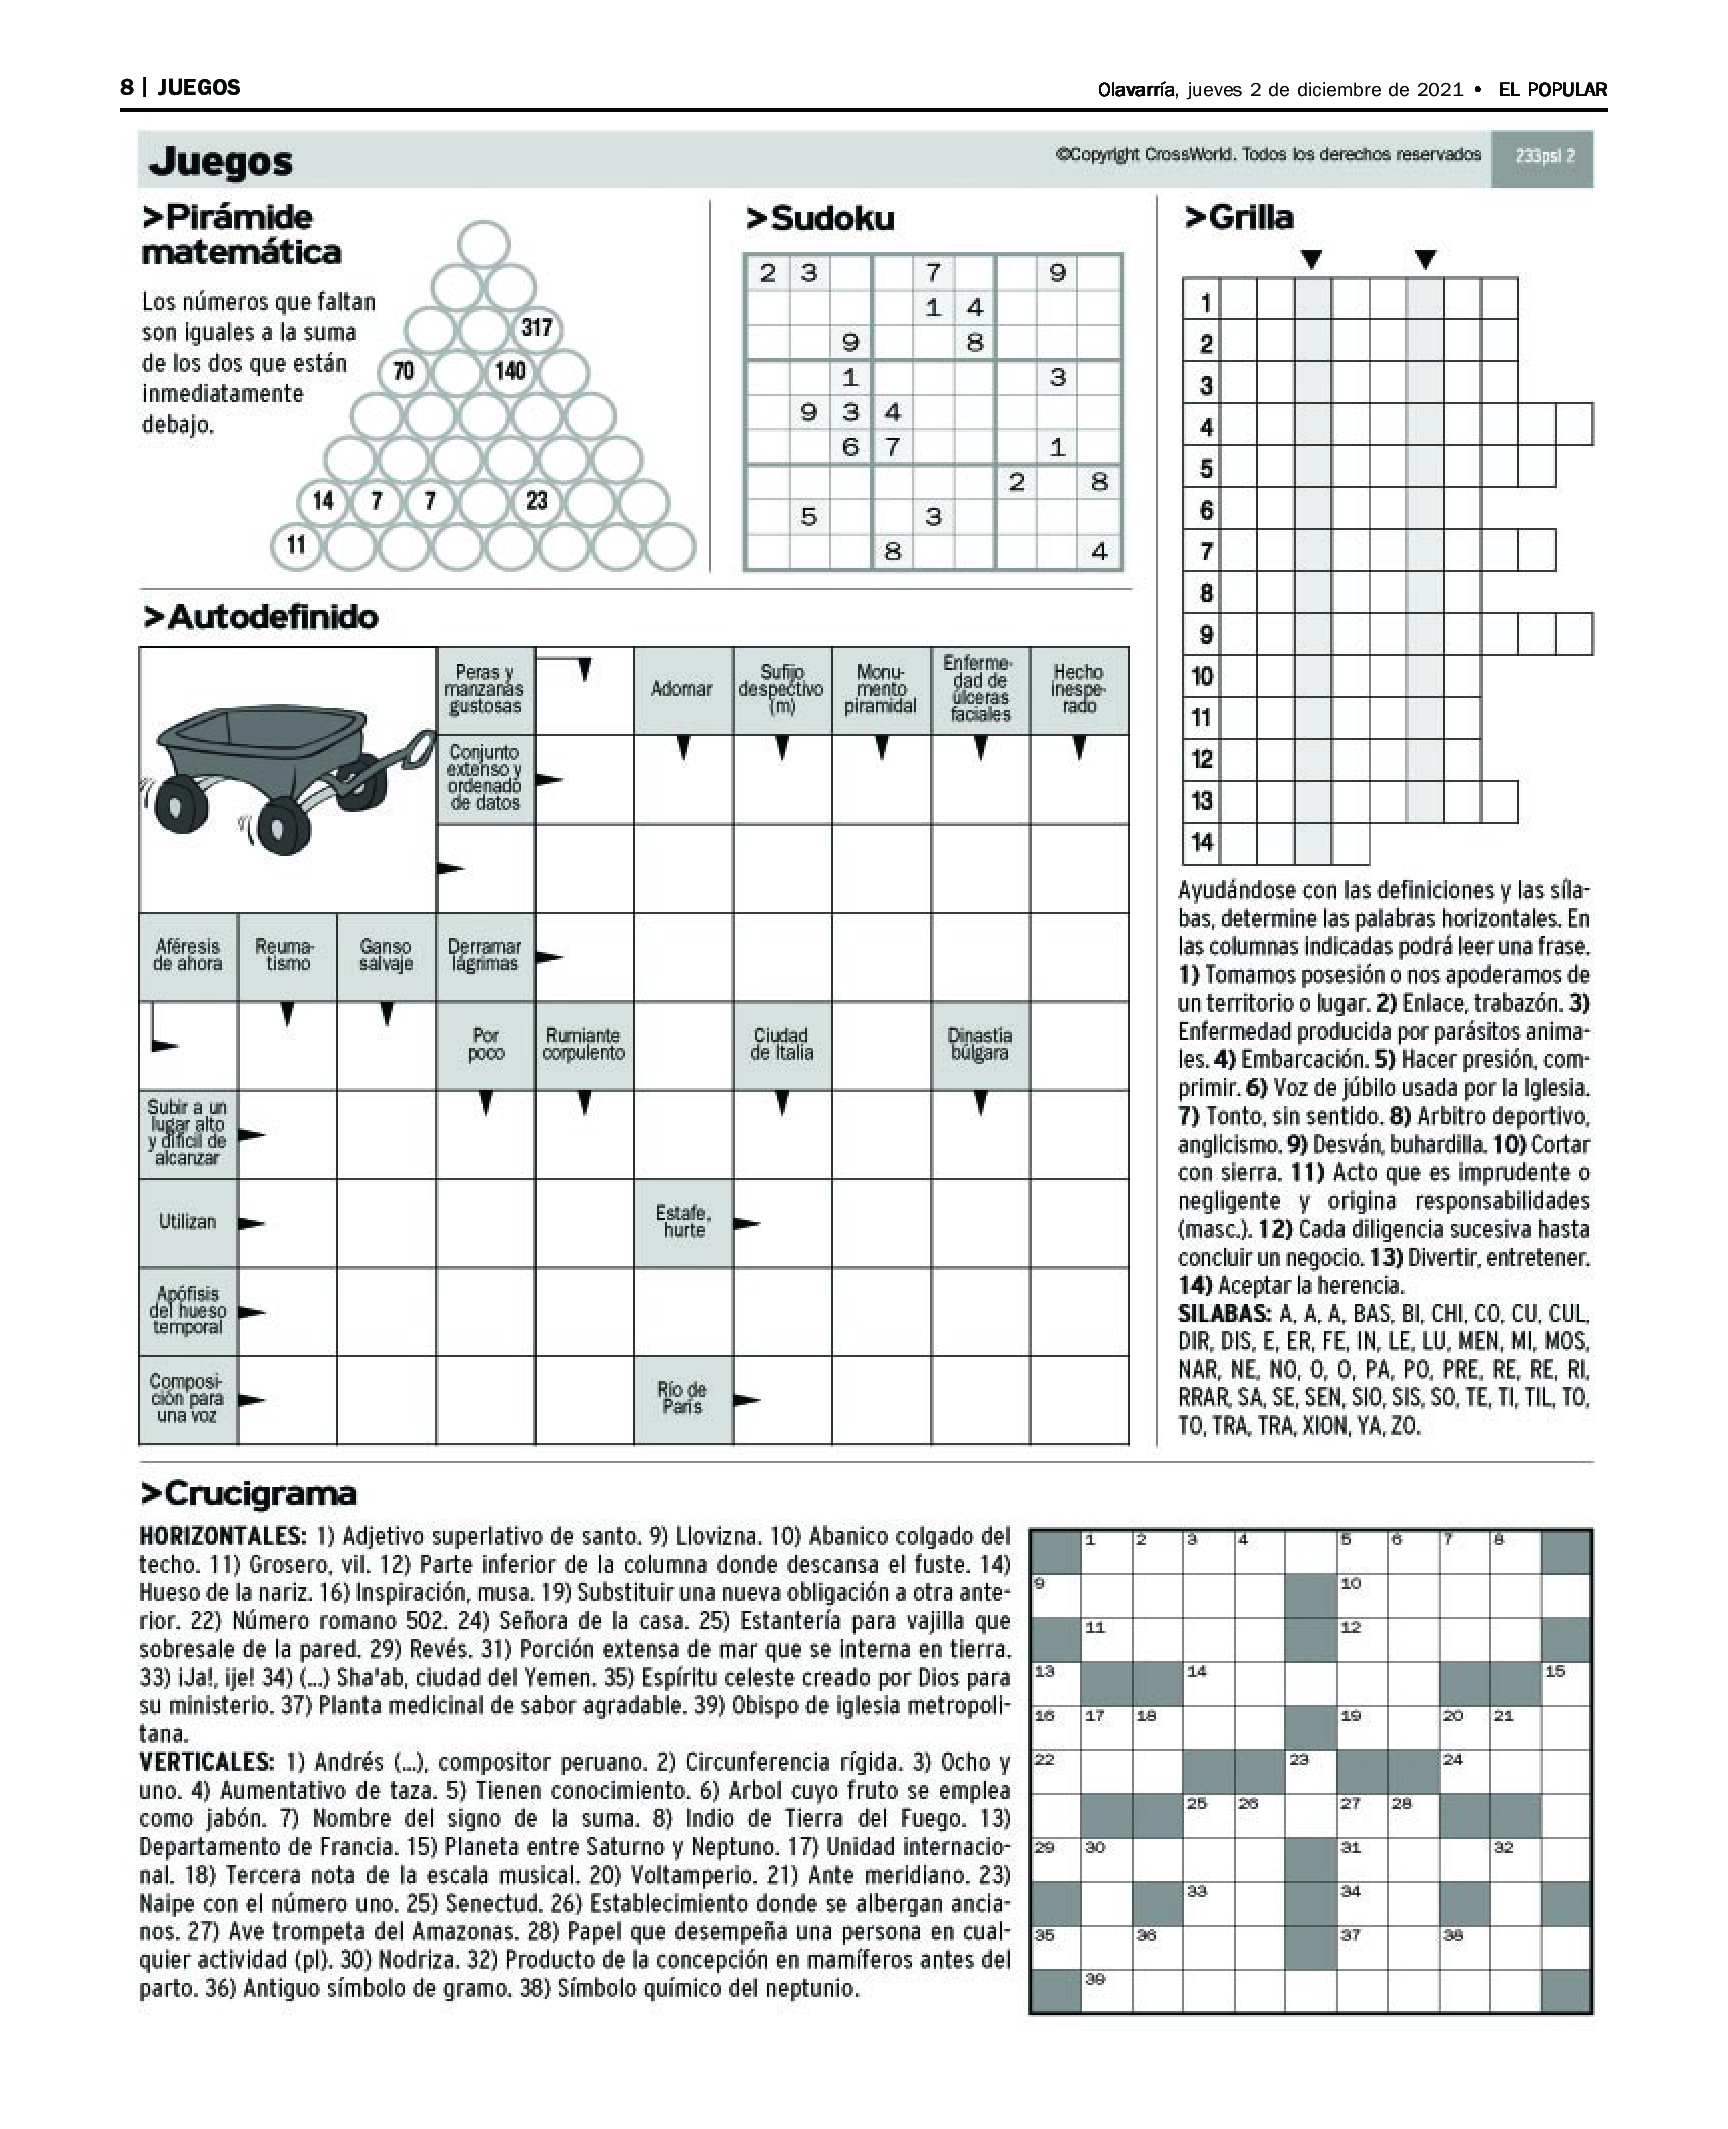 8 | JUEGOS
Olavarría, jueves 2 de diciembre de 2021 • EL POPULAR
Juegos
©Copyright CrossWorld. Todos los derechos reservados
233psl 2
>Pirámide
matemática
Los números que faltan
son iguales a la suma
de los dos que están
inmediatamente
debajo.
317
70 140
14 7 7 23
11
>Sudoku
2 3 7 9
1 4
9 8
1 3
9 3 4
6 7 1
2 8
5 3
8 4
>Grilla
1
2
3
4
5
6
7
8
9
10
11
12
13
14
Ayudándose con las definiciones y las síla-
bas, determine las palabras horizontales. En
las columnas indicadas podrá leer una frase.
1) Tomamos posesión o nos apoderamos de
un territorio o lugar. 2) Enlace, trabazón. 3)
Enfermedad producida por parásitos anima-
les. 4) Embarcación. 5) Hacer presión, com-
primir. 6) Voz de júbilo usada por la Iglesia.
7) Tonto, sin sentido. 8) Arbitro deportivo,
anglicismo. 9) Desván, buhardilla. 10) Cortar
con sierra. 11) Acto que es imprudente o
negligente y origina responsabilidades
(masc.). 12) Cada diligencia sucesiva hasta
concluir un negocio. 13) Divertir, entretener.
14) Aceptar la herencia.
SILABAS: A, A, A, BAS, BI, CHI, CO, CU, CUL,
DIR, DIS, E, ER, FE, IN, LE, LU, MEN, MI, MOS,
NAR, NE, NO, O, O, PA, PO, PRE, RE, RE, RI,
RRAR, SA, SE, SEN, SIO, SIS, SO, TE, TI, TIL, TO,
TO, TRA, TRA, XION, YA, ZO.
>Autodefinido
Peras y
manzanas
gustosas
Adornar
Sufijo
despectivo
(m)
Monu-
mento
piramidal
Enferme-
dad de
úlceras
faciales
Hecho
inespe-
rado
Conjunto
extenso y
ordenado
de datos
Aféresis
de ahora
Reuma-
tismo
Ganso
salvaje
Derramar
lágrimas
Por
poco
Rumiante
corpulento
Ciudad
de Italia
Dinastía
búlgara
Subir a un
lugar alto
y difícil de
alcanzar
Utilizan
Estafe,
hurte
Apófisis
del hueso
temporal
Composi-
ción para
una voz
Río de
París
>Crucigrama
HORIZONTALES: 1) Adjetivo superlativo de santo. 9) Llovizna. 10) Abanico colgado del
techo. 11) Grosero, vil. 12) Parte inferior de la columna donde descansa el fuste. 14)
Hueso de la nariz. 16) Inspiración, musa. 19) Substituir una nueva obligación a otra ante-
rior. 22) Número romano 502. 24) Señora de la casa. 25) Estantería para vajilla que
sobresale de la pared. 29) Revés. 31) Porción extensa de mar que se interna en tierra.
33) ¡Ja!, ¡je! 34) (...) Sha'ab, ciudad del Yemen. 35) Espíritu celeste creado por Dios para
su ministerio. 37) Planta medicinal de sabor agradable. 39) Obispo de iglesia metropoli-
tana.
VERTICALES: 1) Andrés (...), compositor peruano. 2) Circunferencia rígida. 3) Ocho y
uno. 4) Aumentativo de taza. 5) Tienen conocimiento. 6) Arbol cuyo fruto se emplea
como jabón. 7) Nombre del signo de la suma. 8) Indio de Tierra del Fuego. 13)
Departamento de Francia. 15) Planeta entre Saturno y Neptuno. 17) Unidad internacio-
nal. 18) Tercera nota de la escala musical. 20) Voltamperio. 21) Ante meridiano. 23)
Naipe con el número uno. 25) Senectud. 26) Establecimiento donde se albergan ancia-
nos. 27) Ave trompeta del Amazonas. 28) Papel que desempeña una persona en cual-
quier actividad (pl). 30) Nodriza. 32) Producto de la concepción en mamíferos antes del
parto. 36) Antiguo símbolo de gramo. 38) Símbolo químico del neptunio.
1 2 3 4 5 6 7 8
9 10
11 12
13 14 15
16 17 18 19 20 21
22 23 24
25 26 27 28
29 30 31 32
33 34
35 36 37 38
39